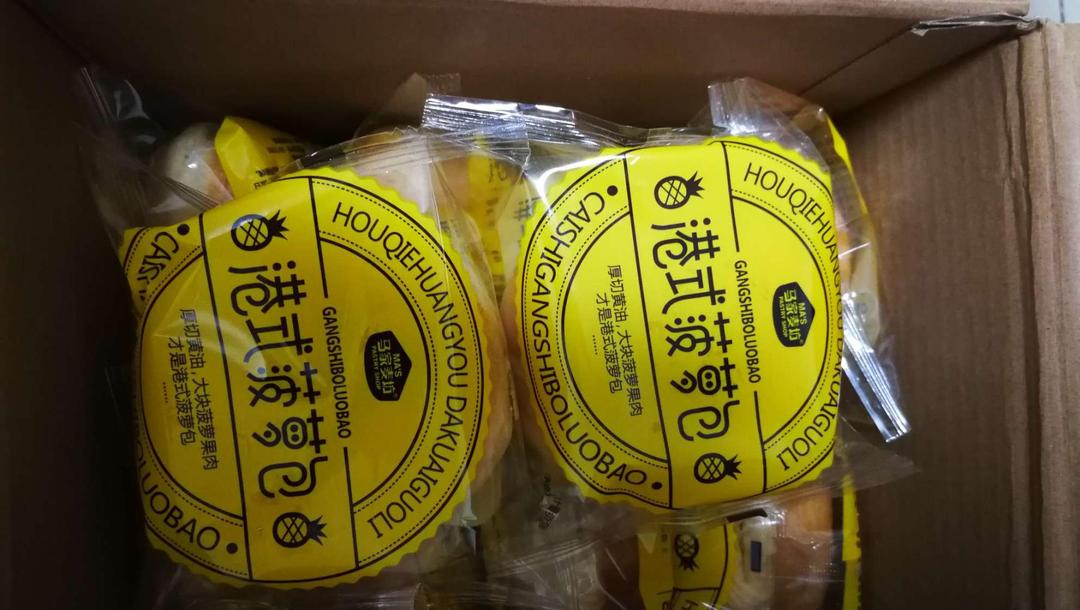 HOUQIEHUANGYOU DAKUAIGUOLI
MA'S
马家麦坊
PASTRY SHOP
GANGSHIBOLUOBAO
港式菠萝包
厚切黄油,大块菠萝果肉
才是港式菠萝包
……
OLUOBAO
HOUQIEHUANGYOU DAKUAIGUOLI
MA'S
马家麦坊
PASTRY SHOP
GANGSHIBOLUOBAO
港式菠萝包
厚切黄油,大块菠萝果肉
才是港式菠萝包
……
CAISHIGANGSHIBOLUOBAO